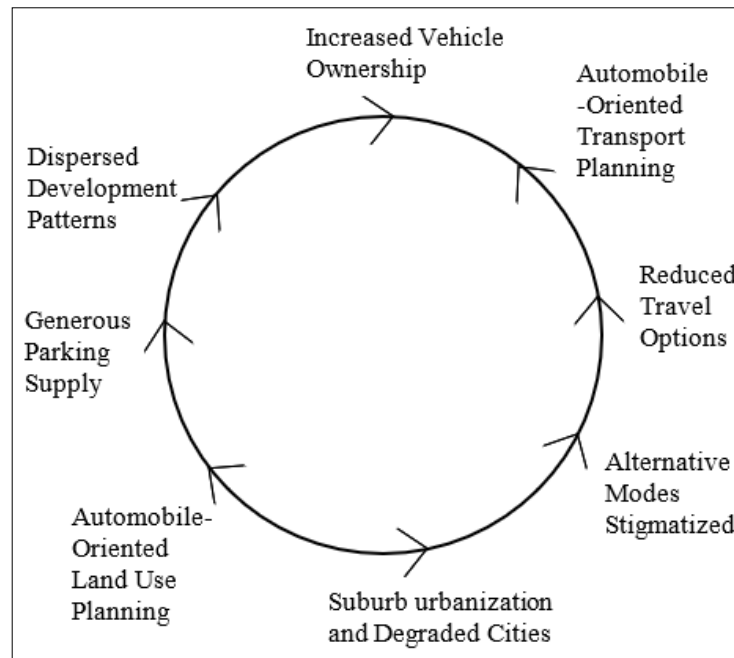 Increased Vehicle
Ownership
Automobile
-Oriented
Transport
Planning
Reduced
Travel
Options
Alternative
Modes
Stigmatized
Suburb urbanization
and Degraded Cities
Automobile-
Oriented
Land Use
Planning
Generous
Parking
Supply
Dispersed
Development
Patterns